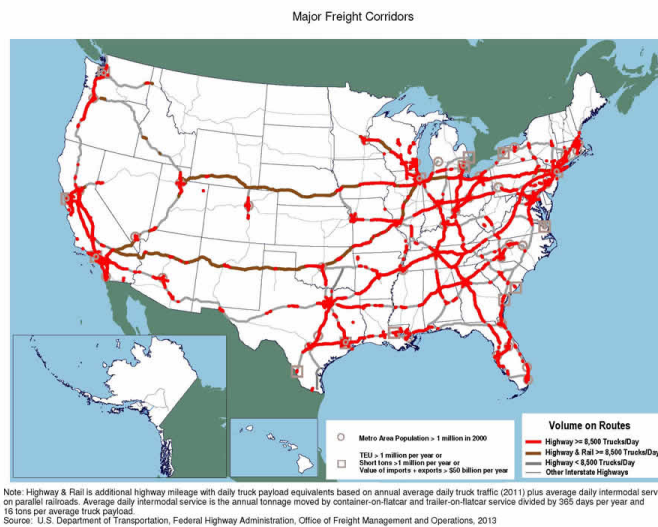 Major Freight Corridors
Metro Area Population > 1 million in 2000
TEU > 1 million per year or
Short tons >1 million per year or
Value of imports + exports > $50 billion per year
Volume on Routes
Highway >= 8,500 Trucks/Day
Highway & Rail >= 8,500 Trucks/Day
Highway < 8,500 Trucks/Day
Other Interstate Highways
Note: Highway & Rail is additional highway mileage with daily truck payload equivalents based on annual average daily truck traffic (2011) plus average daily intermodal serv
on parallel railroads. Average daily intermodal service is the annual tonnage moved by container-on-flatcar and trailer-on-flatcar service divided by 365 days per year and
16 tons per average truck payload.
Source: U.S. Department of Transportation, Federal Highway Administration, Office of Freight Management and Operations, 2013